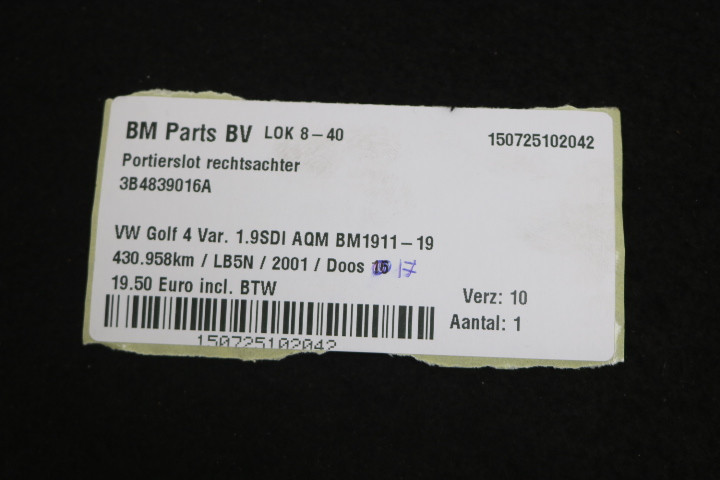 BM Parts BV LOK 8-40 150725102042
Portierslot rechtsachter
3B4839016A
VW Golf 4 Var. 1.9SDI AQM BM1911-19
430.958km / LB5N / 2001 / Doos 17
19.50 Euro incl. BTW
Verz: 10
Aantal: 1
150725102042